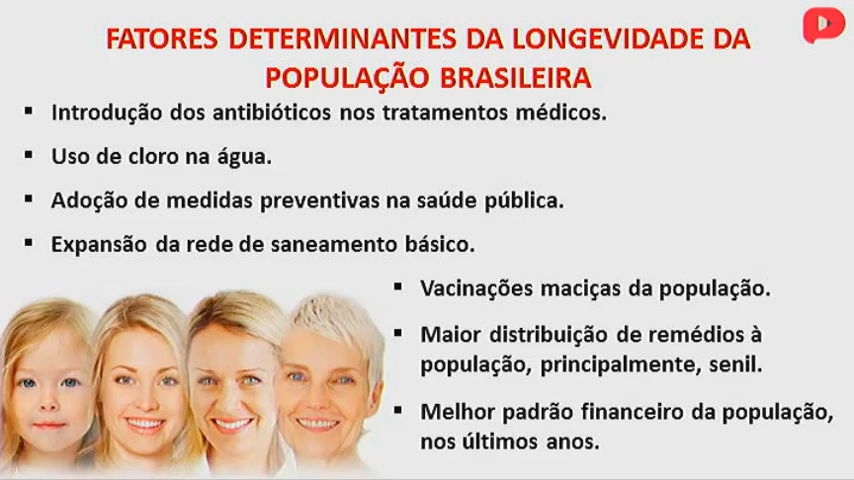 FATORES DETERMINANTES DA LONGEVIDADE DA
POPULAÇÃO BRASILEIRA
▪ Introdução dos antibióticos nos tratamentos médicos.
▪ Uso de cloro na água.
▪ Adoção de medidas preventivas na saúde pública.
▪ Expansão da rede de saneamento básico.
▪ Vacinações maciças da população.
▪ Maior distribuição de remédios à
população, principalmente, senil.
▪ Melhor padrão financeiro da população,
nos últimos anos.